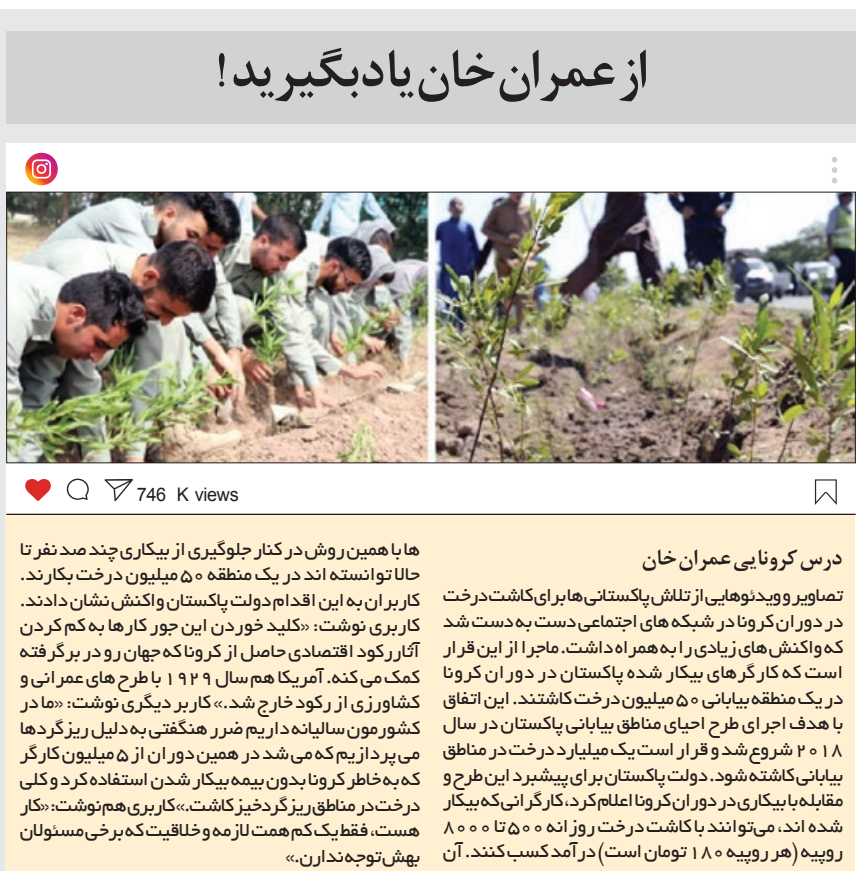 از عمران خان یاد بگیرید!
746 K views
درس کرونایی عمران خان
تصاویر و ویدئوهایی از تلاش پاکستانی ها برای کاشت درخت
در دوران کرونا در شبکه های اجتماعی دست به دست شد
که واکنش های زیادی را به همراه داشت. ماجرا از این قرار
است که کارگرهای بیکار شده پاکستان در دوران کرونا
در یک منطقه بیابانی ۵۰ میلیون درخت کاشتند. این اتفاق
با هدف اجرای طرح احیای مناطق بیابانی پاکستان در سال
۲۰۱۸ شروع شد و قرار است یک میلیارد درخت در مناطق
بیابانی کاشته شود. دولت پاکستان برای پیشبرد این طرح و
مقابله با بیکاری در دوران کرونا اعلام کرد، کارگرانی که بیکار
شده اند، می‌توانند با کاشت درخت روزانه ۵۰۰ تا ۸۰۰۰
روپیه (هر روپیه ۱۸۰ تومان است) درآمد کسب کنند. آن
ها با همین روش در کنار جلوگیری از بیکاری چند صد نفر تا
حالا توانسته اند در یک منطقه ۵۰ میلیون درخت بکارند.
کاربران به این اقدام دولت پاکستان واکنش نشان دادند.
کاربری نوشت: «کلید خوردن این جور کارها به کم کردن
آثار رکود اقتصادی حاصل از کرونا که جهان رو در بر گرفته
کمک می کنه. آمریکا هم سال ۱۹۲۹ با طرح های عمرانی و
کشاورزی از رکود خارج شد.» کاربر دیگری نوشت: «ما در
کشورمون سالیانه داریم ضرر هنگفتی به دلیل ریزگردها
می پردازیم که می شد در همین دوران از ۵ میلیون کارگر
که به خاطر کرونا بدون بیمه بیکار شدن استفاده کرد و کلی
درخت در مناطق ریزگردخیز کاشت.» کاربری هم نوشت: «کار
هست، فقط یک کم همت لازمه و خلاقیت که برخی مسئولان
بهش توجه ندارن.»